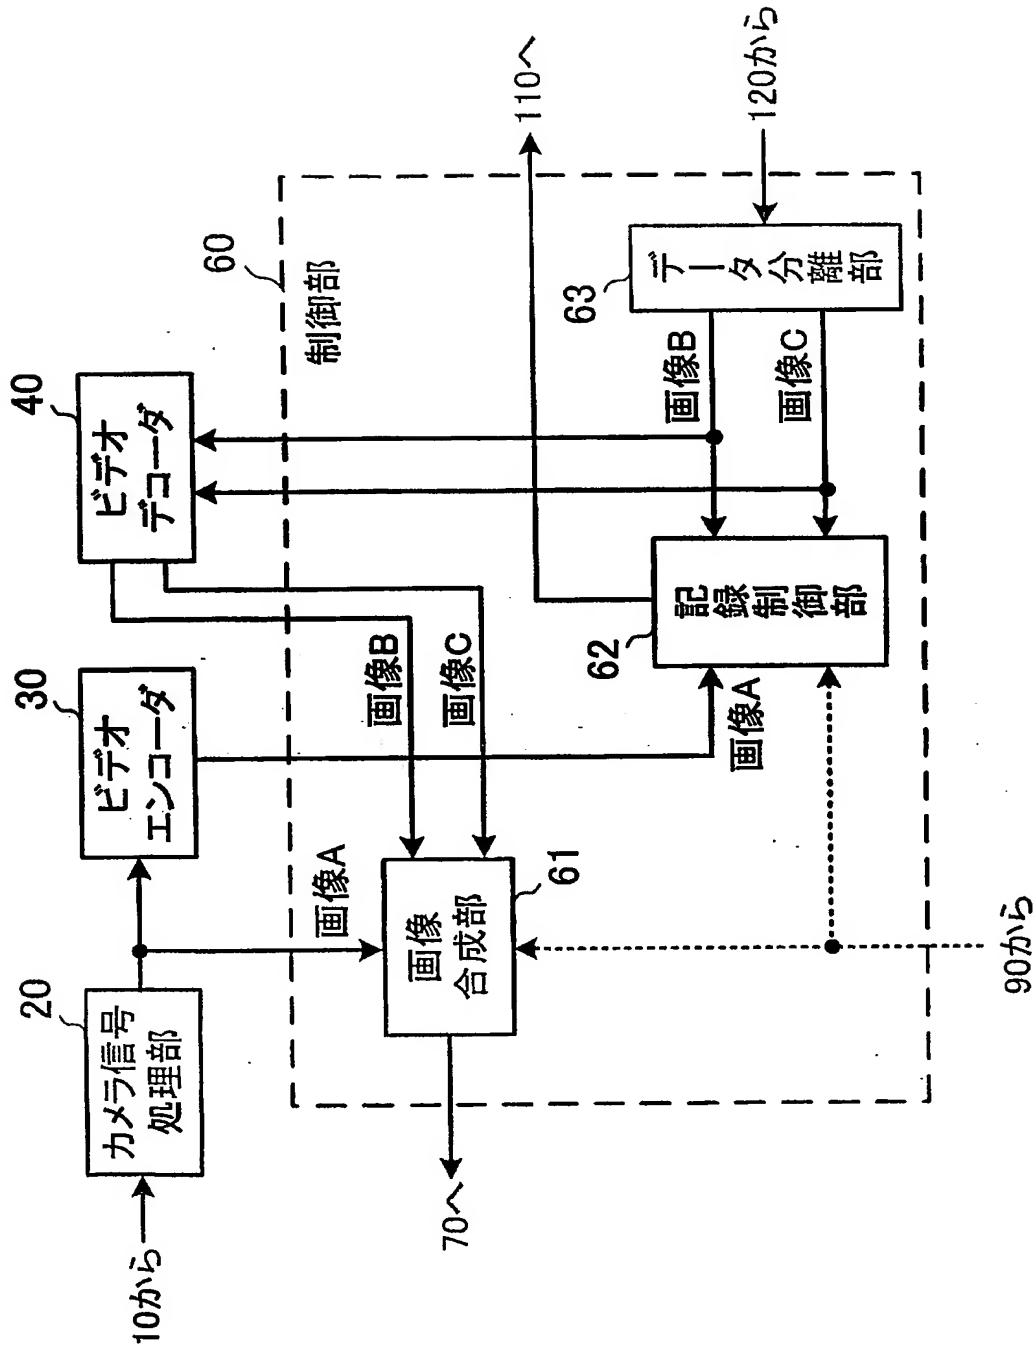 10から
20
カメラ信号
処理部
30
ビデオ
エンコーダ
40
ビデオ
デコーダ
60
制御部
画像A
画像B
画像C
70へ
画像
合成部
61
画像A
62
記録制御部
画像B
画像C
63
データ分離部
110へ
120から
90から